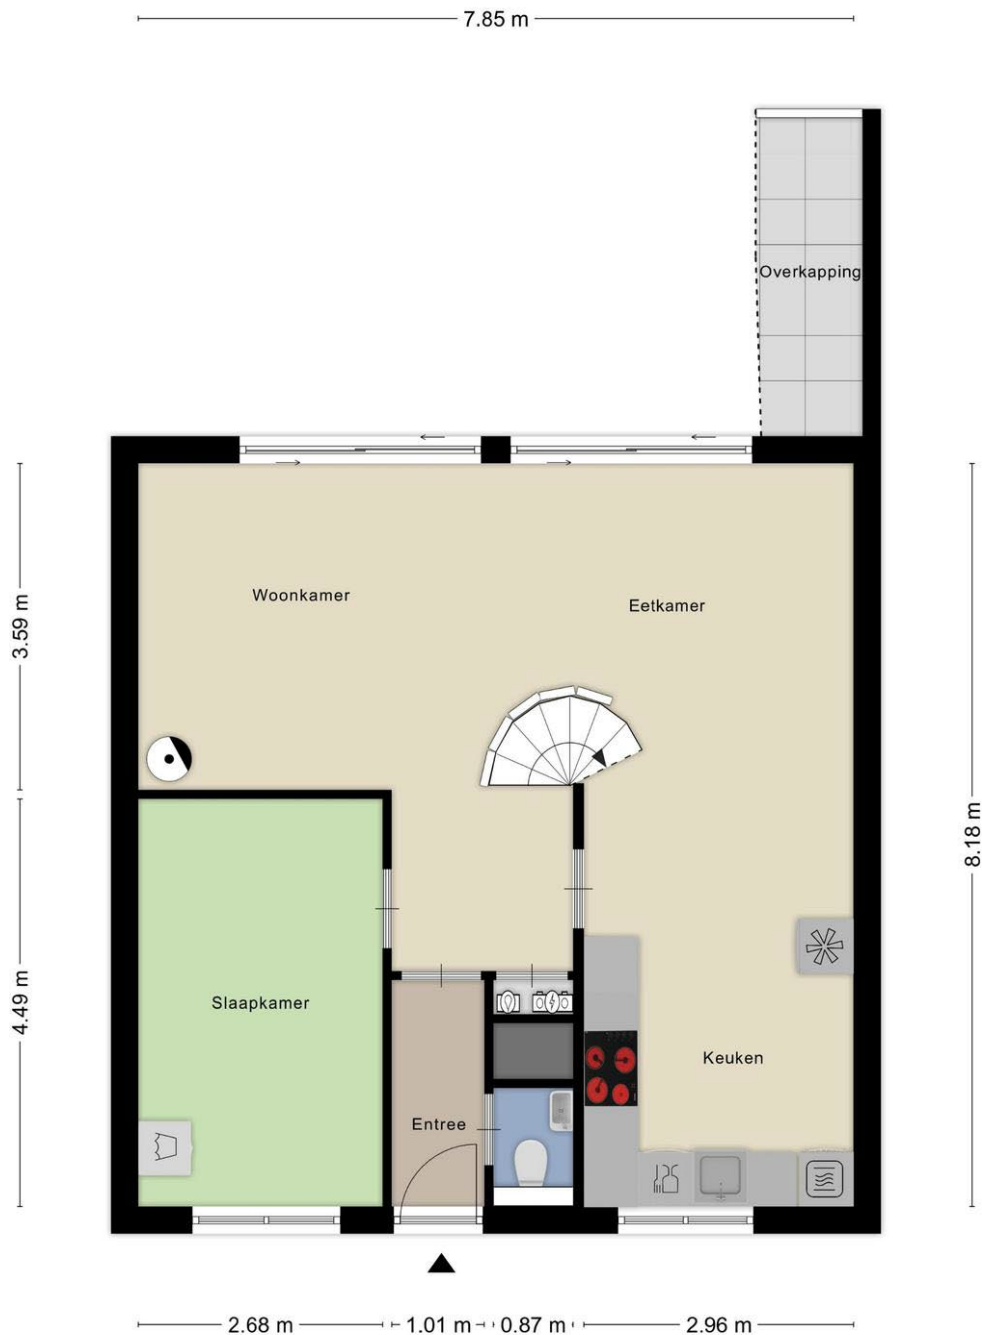 7.85 m
Overkapping
Woonkamer
Eetkamer
3.59 m
8.18 m
Slaapkamer
4.49 m
Keuken
Entree
2.68 m
1.01 m
0.87 m
2.96 m